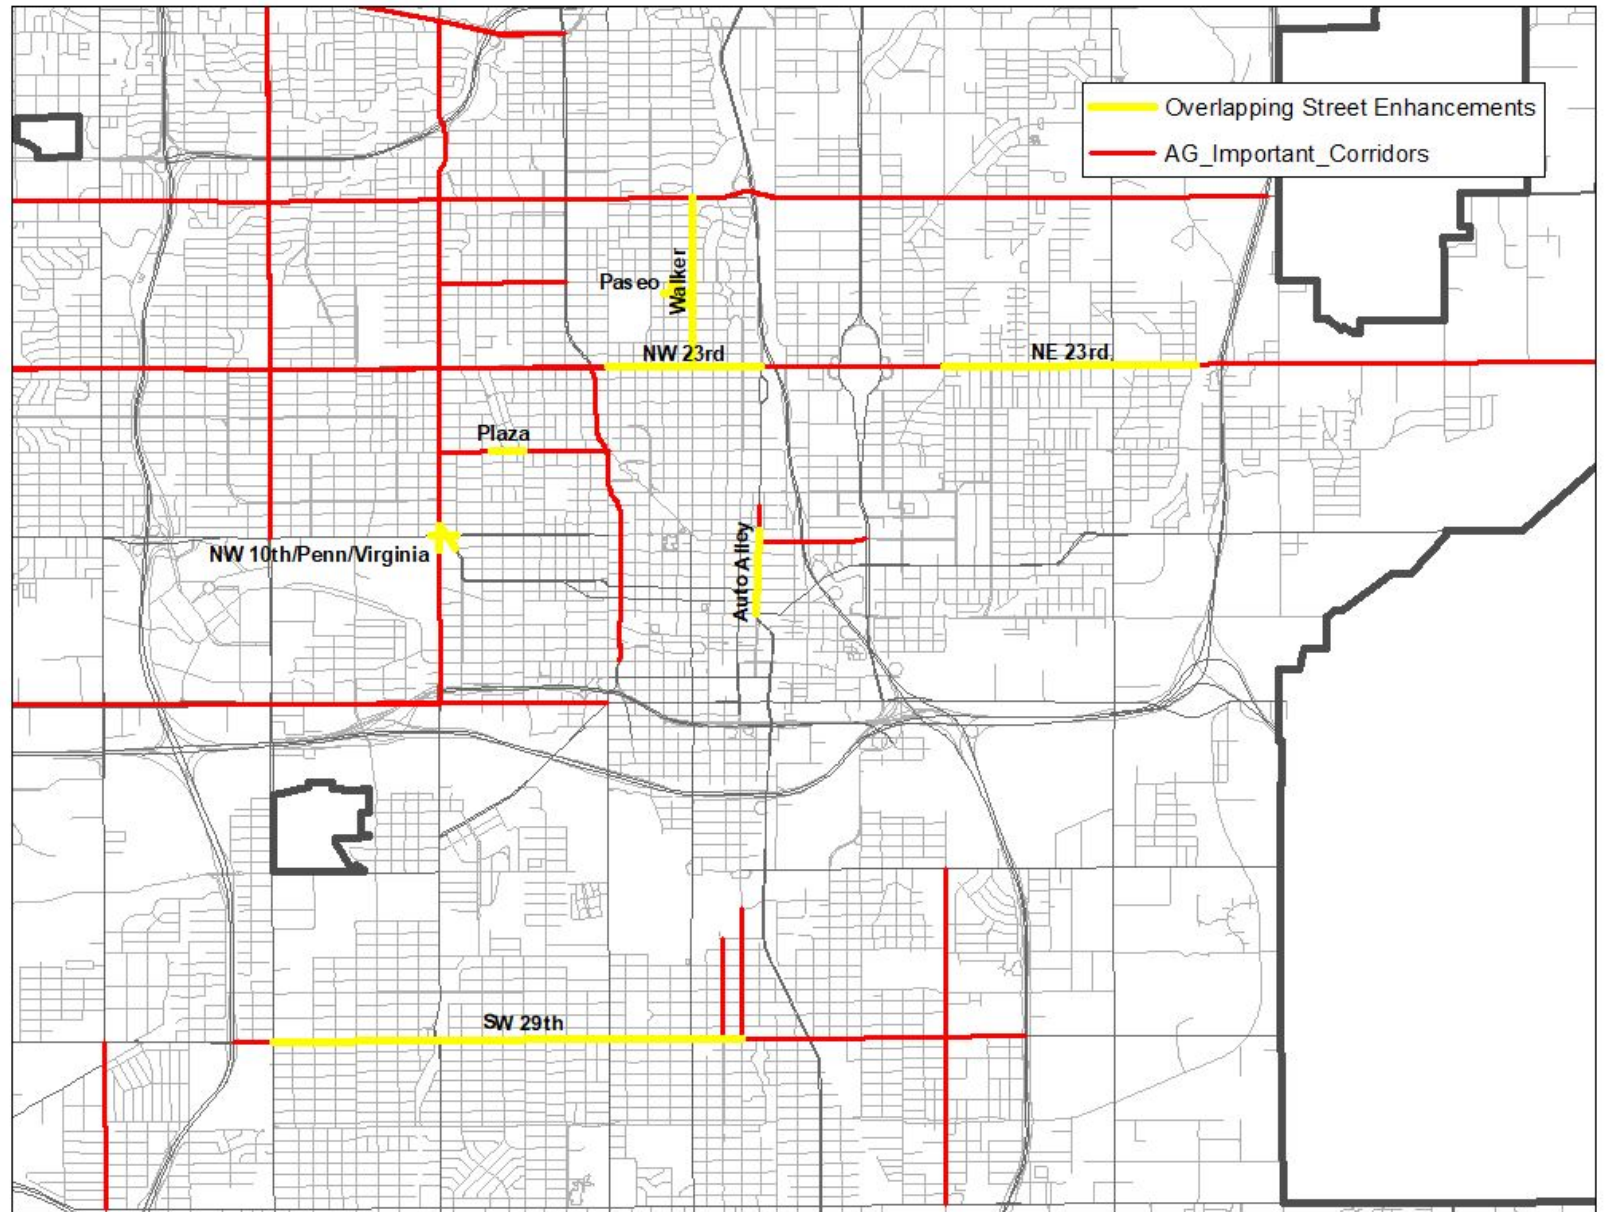 Overlapping Street Enhancements
AG_Important_Corridors
Paseo
Walker
NW 23rd
NE 23rd
Plaza
NW 10th/Penn/Virginia
Auto Alley
SW 29th